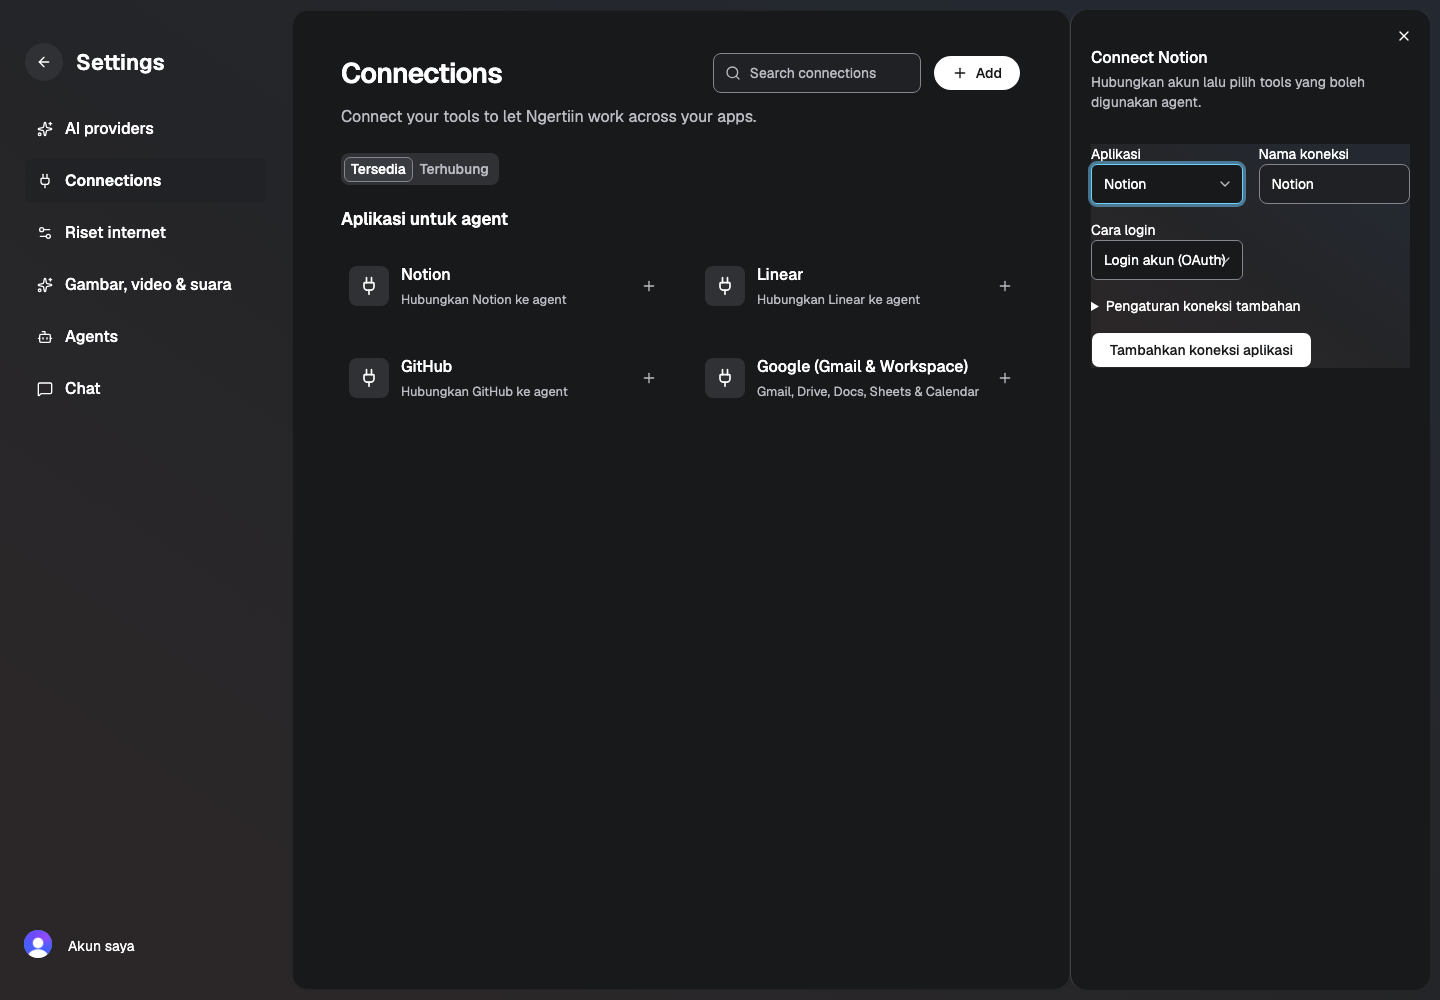 Settings
AI providers
Connections
Riset internet
Gambar, video & suara
Agents
Chat
Akun saya
Connections
Search connections
Add
Connect your tools to let Ngertiin work across your apps.
Tersedia
Terhubung
Aplikasi untuk agent
Notion
Hubungkan Notion ke agent
Linear
Hubungkan Linear ke agent
GitHub
Hubungkan GitHub ke agent
Google (Gmail & Workspace)
Gmail, Drive, Docs, Sheets & Calendar
Connect Notion
Hubungkan akun lalu pilih tools yang boleh
digunakan agent.
Aplikasi
Notion
Nama koneksi
Notion
Cara login
Login akun (OAuth)
Pengaturan koneksi tambahan
Tambahkan koneksi aplikasi